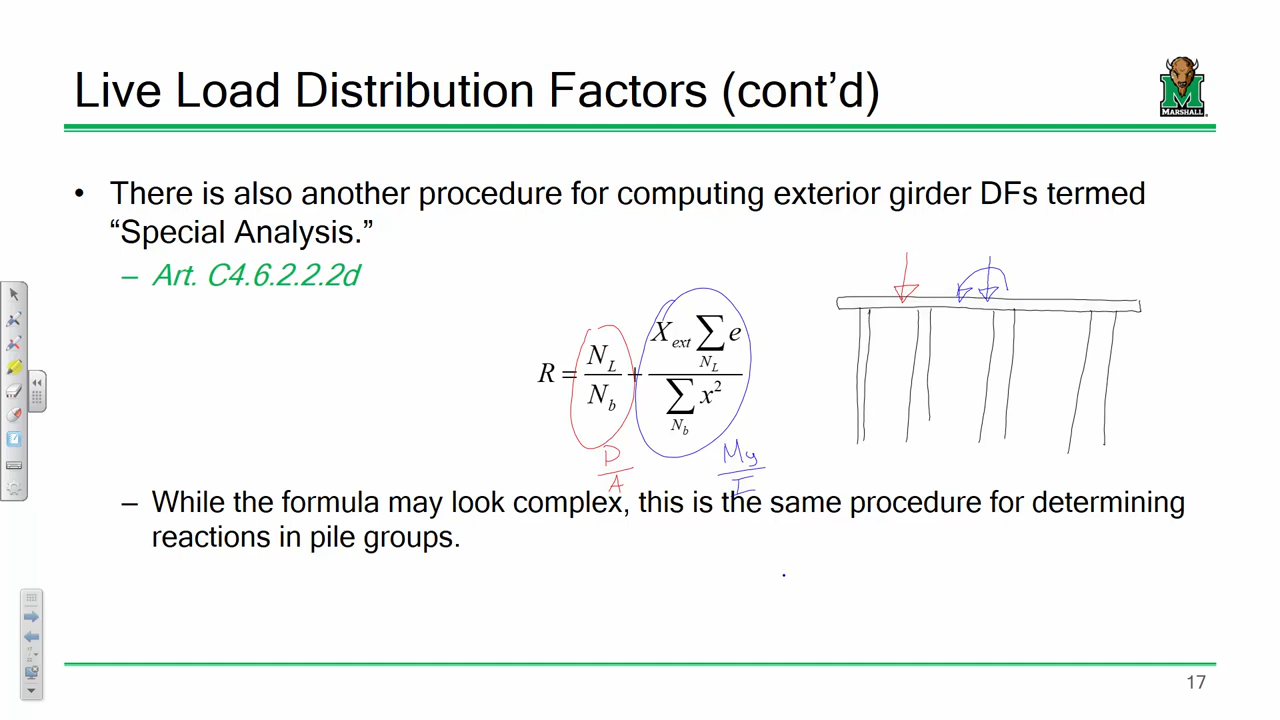 Live Load Distribution Factors (cont’d)
MARSHALL
• There is also another procedure for computing exterior girder DFs termed
“Special Analysis.”
– Art. C4.6.2.2.2d
R = N_L / N_b + X_ext ∑_{N_L} e / ∑_{N_b} x²
P / A
My / I
– While the formula may look complex, this is the same procedure for determining
reactions in pile groups.
17